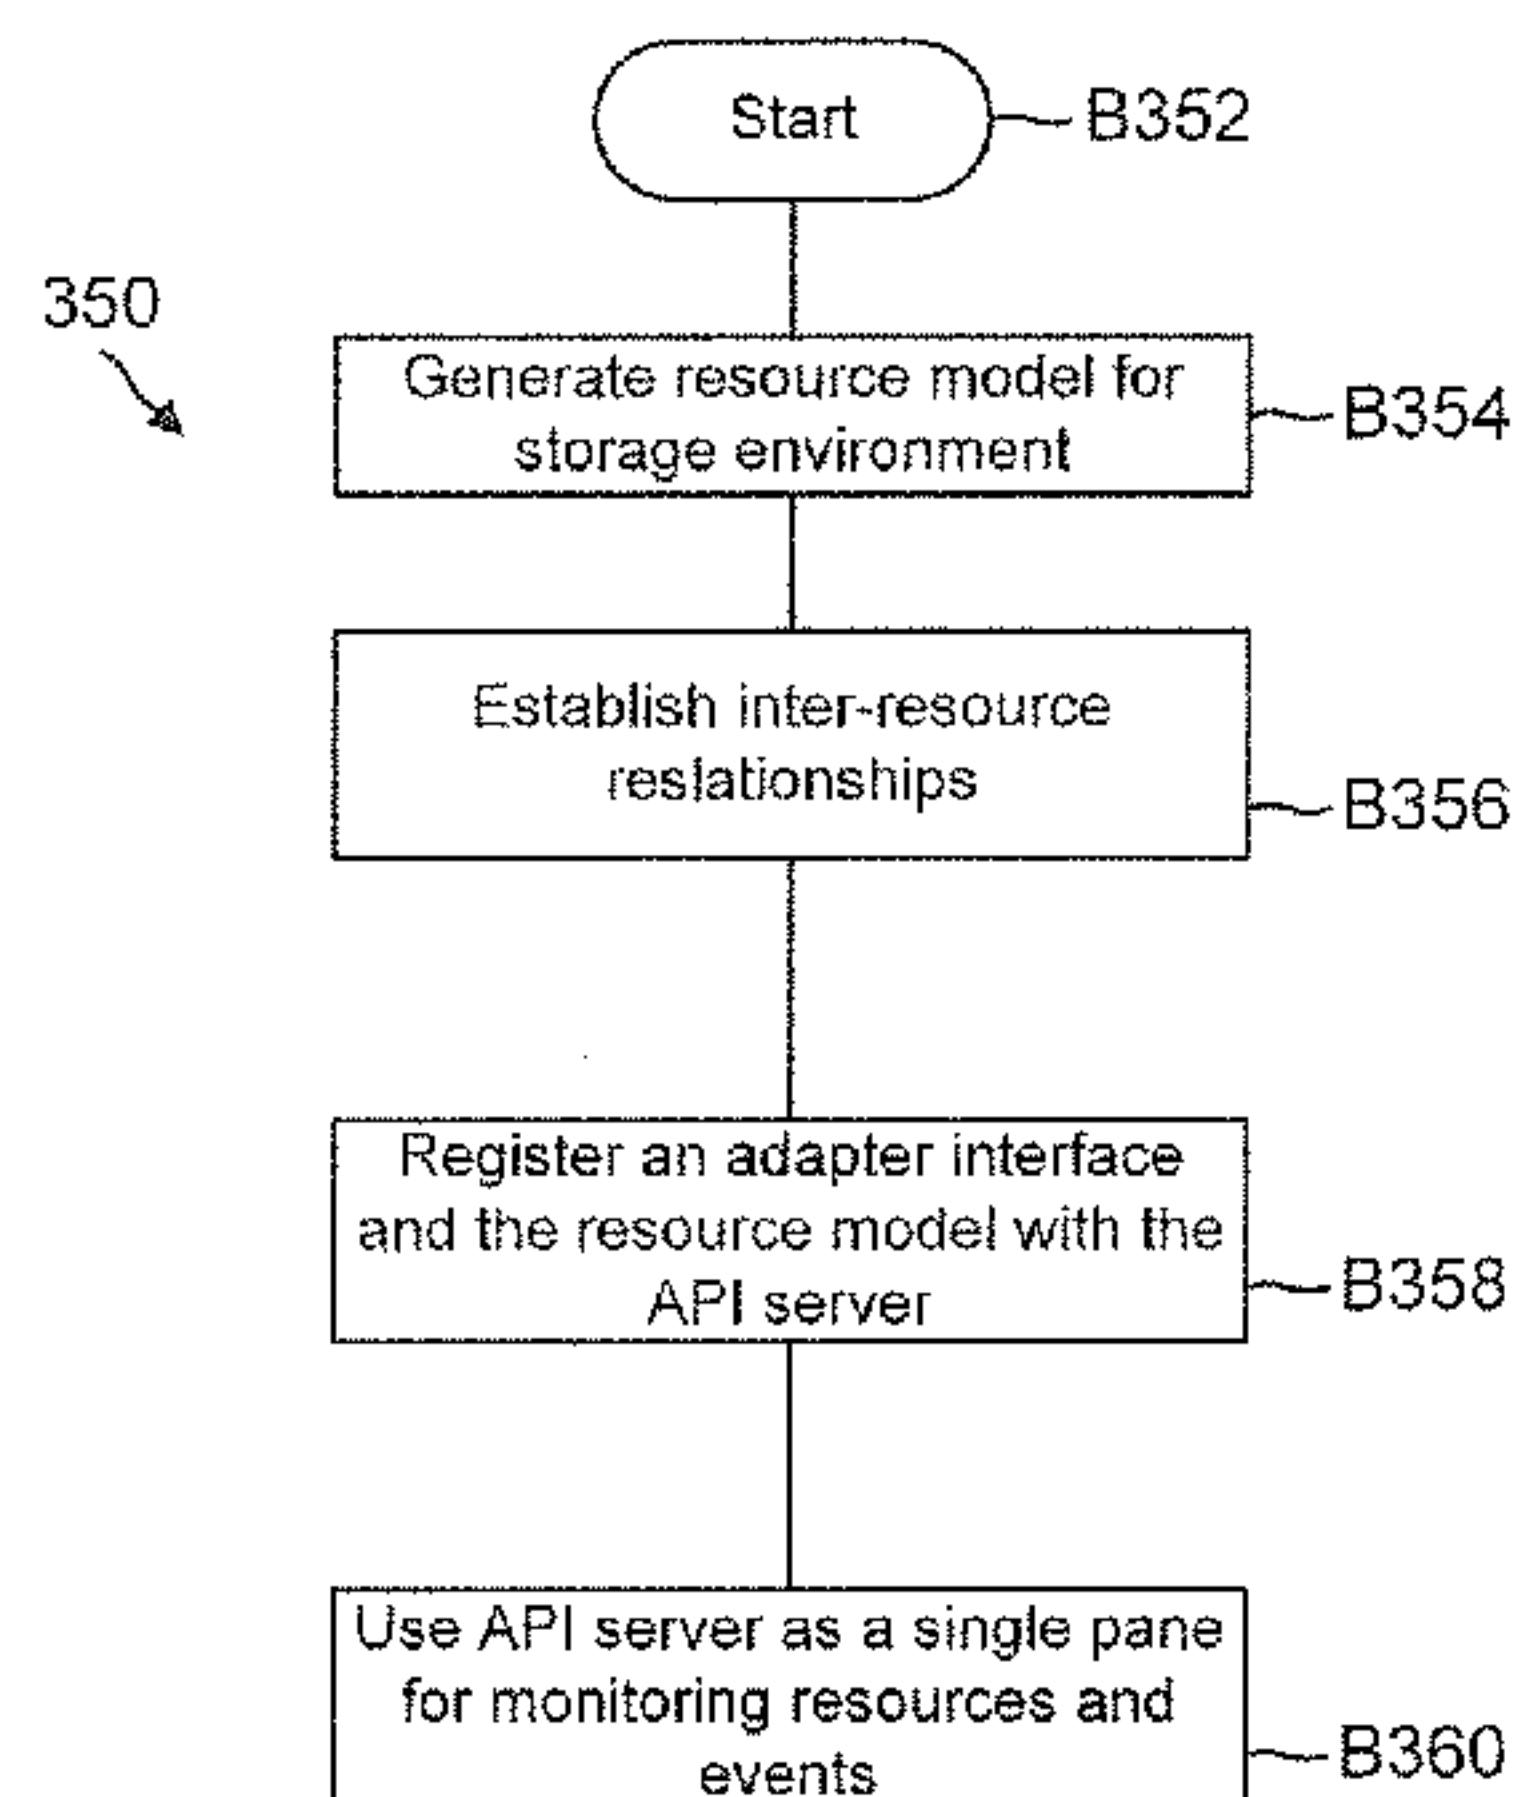 Start
B352
350
Generate resource model for
storage environment
B354
Establish inter-resource
reslationships
B356
Register an adapter interface
and the resource model with the
API server
B358
Use API server as a single pane
for monitoring resources and
events
B360